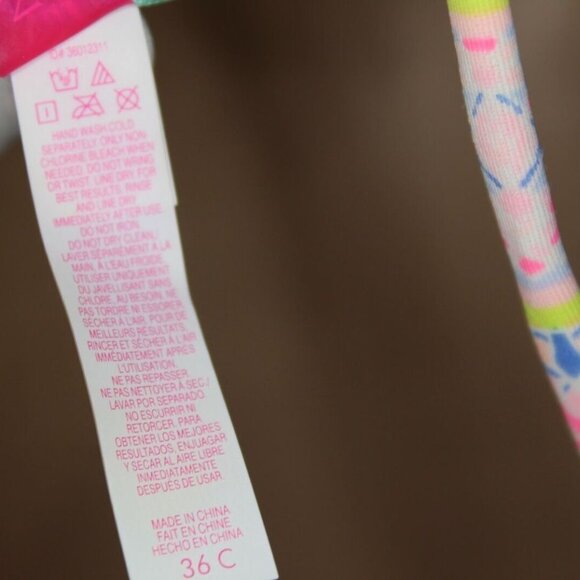 ID# 36012311
HAND WASH COLD
SEPARATELY ONLY NON
CHLORINE BLEACH WHEN
NEEDED. DO NOT WRING
OR TWIST. LINE DRY FOR
BEST RESULTS, RINSE
AND LINE DRY
IMMEDIATELY AFTER USE.
DO NOT IRON.
DO NOT DRY CLEAN./
LAVER SÉPARÉMENT À LA
MAIN, À L'EAU FROIDE.
UTILISER UNIQUEMENT
DU JAVELLISANT SANS
CHLORE, AU BESOIN. NE
PAS TORDRE NI ESSORER
SÉCHER À L'AIR. POUR DE
MEILLEURS RÉSULTATS,
RINCER ET SÉCHER À L'AIR
IMMÉDIATEMENT APRÈS
L'UTILISATION.
NE PAS REPASSER.
NE PAS NETTOYER À SEC./
LAVAR POR SEPARADO.
NO ESCURRIR NI
RETORCER. PARA
OBTENER LOS MEJORES
RESULTADOS, ENJUAGAR
Y SECAR AL AIRE LIBRE
INMEDIATAMENTE
DESPUÉS DE USAR.
MADE IN CHINA
FAIT EN CHINE
HECHO EN CHINA
36 C